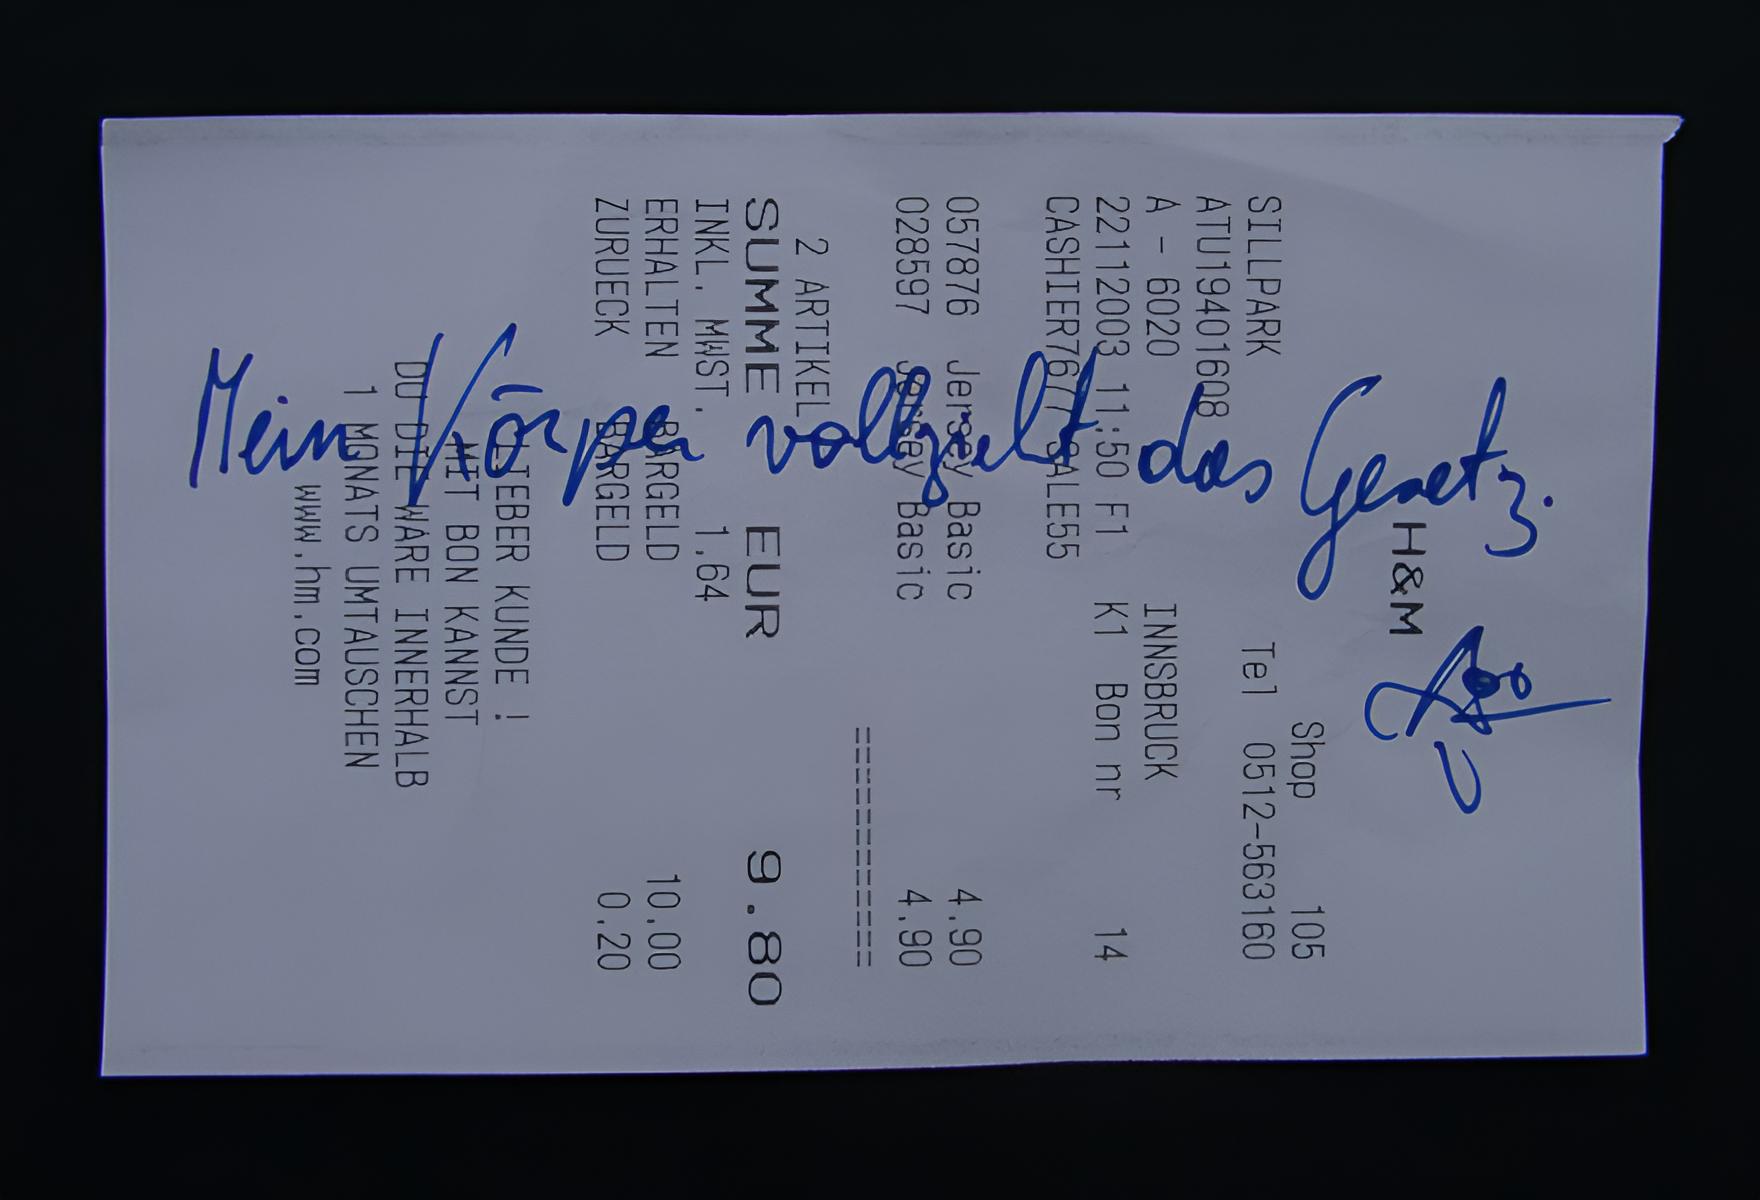 Mein Körper vollzieht das Gesetz.
H&M
Shop 105
SILLPARK Tel 0512-563160
ATU19401608
A - 6020 INNSBRUCK
22112003 11:50 F1 K1 Bon nr 14
CASHIER7677 SALE55
057876 Jersey Basic 4.90
028597 Jersey Basic 4.90
==============
2 ARTIKEL
SUMME EUR 9.80
INKL. MWST. 1.64
ERHALTEN BARGELD 10.00
ZURUECK BARGELD 0.20
LIEBER KUNDE !
MIT BON KANNST
DU DIE WARE INNERHALB
1 MONATS UMTAUSCHEN
www.hm.com